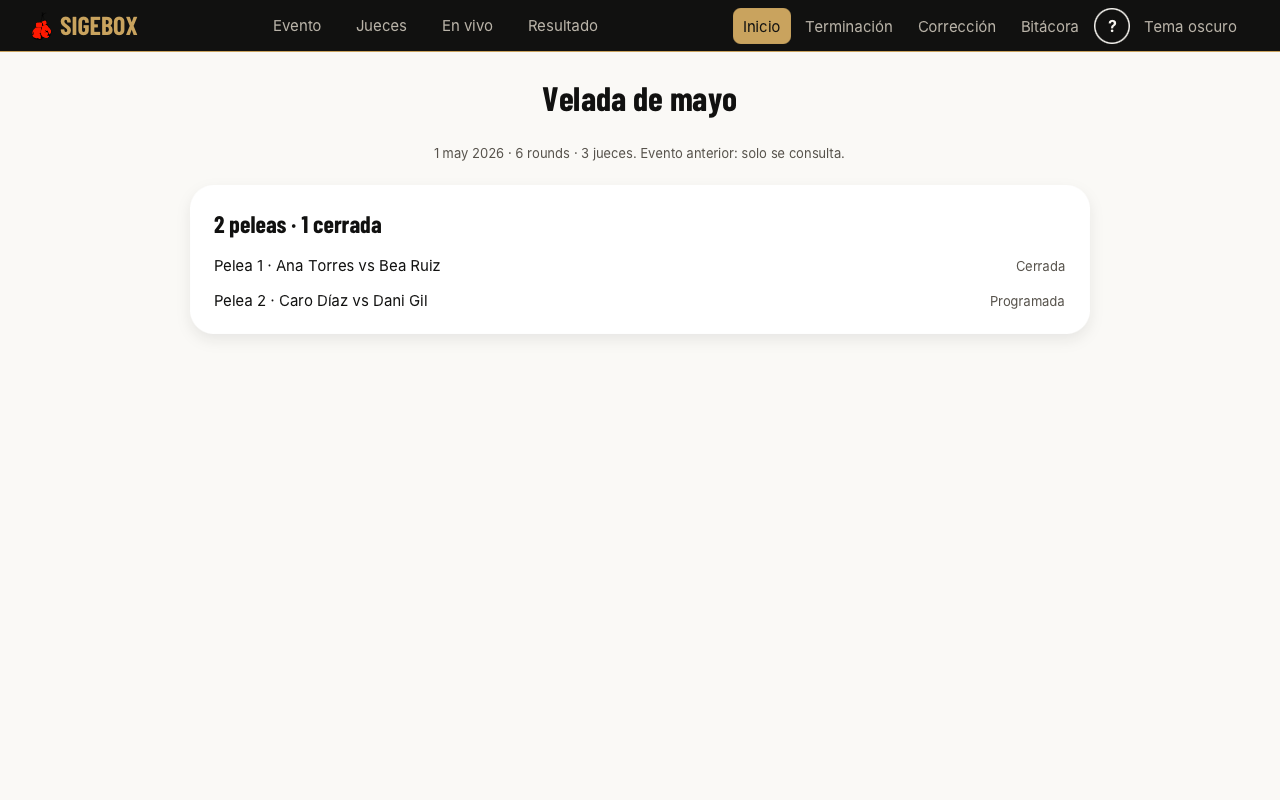 SIGEBOX
Evento
Jueces
En vivo
Resultado
Inicio
Terminación
Corrección
Bitácora
?
Tema oscuro
Velada de mayo
1 may 2026 · 6 rounds · 3 jueces. Evento anterior: solo se consulta.
2 peleas · 1 cerrada
Pelea 1 · Ana Torres vs Bea Ruiz
Cerrada
Pelea 2 · Caro Díaz vs Dani Gil
Programada